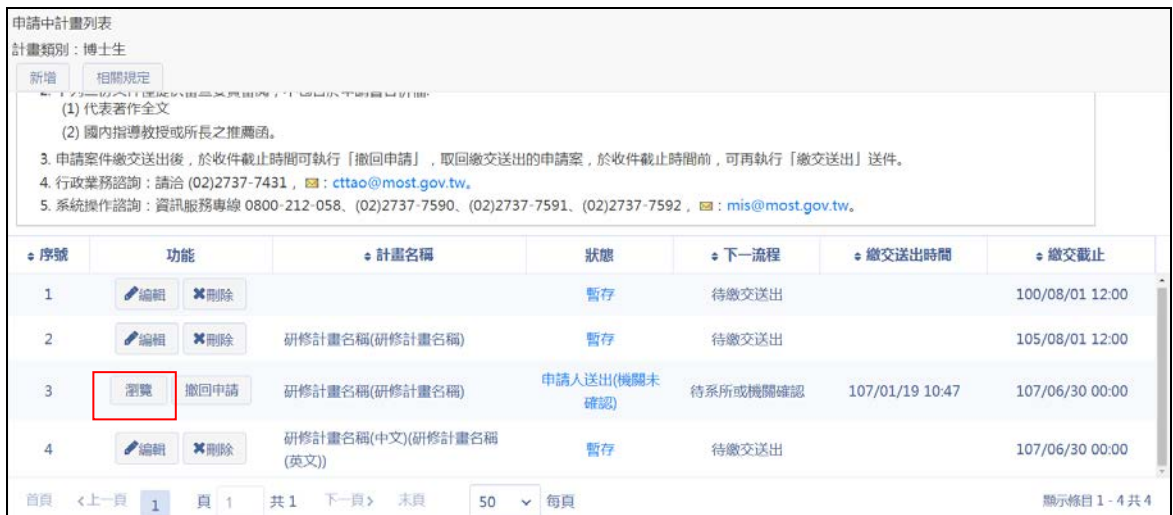 申請中計畫列表
計畫類別：博士生
新增 相關規定
(1) 代表著作全文
(2) 國內指導教授或所長之推薦函。
3. 申請案件繳交送出後，於收件截止時間可執行「撤回申請」，取回繳交送出的申請案，於收件截止時間前，可再執行「繳交送出」送件。
4. 行政業務諮詢：請洽 (02)2737-7431，：cttao@most.gov.tw。
5. 系統操作諮詢：資訊服務專線 0800-212-058、(02)2737-7590、(02)2737-7591、(02)2737-7592，：mis@most.gov.tw。
序號 功能 計畫名稱 狀態 下一流程 繳交送出時間 繳交截止
1 編輯 刪除 暫存 待繳交送出 100/08/01 12:00
2 編輯 刪除 研修計畫名稱(研修計畫名稱) 暫存 待繳交送出 105/08/01 12:00
3 瀏覽 撤回申請 研修計畫名稱(研修計畫名稱) 申請人送出(機關未確認) 待系所或機關確認 107/01/19 10:47 107/06/30 00:00
4 編輯 刪除 研修計畫名稱(中文)(研修計畫名稱(英文)) 暫存 待繳交送出 107/06/30 00:00
首頁 <上一頁 1 頁 1 共 1 下一頁> 末頁 50 每頁 顯示條目 1 - 4 共 4